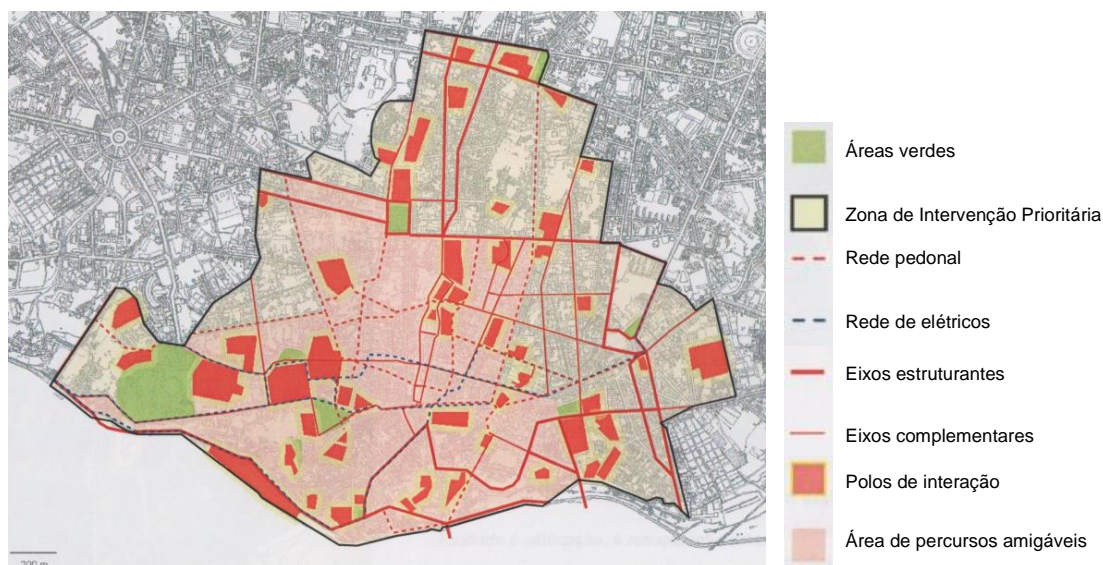 Áreas verdes
Zona de Intervenção Prioritária
Rede pedonal
Rede de elétricos
Eixos estruturantes
Eixos complementares
Polos de interação
Área de percursos amigáveis
200 m